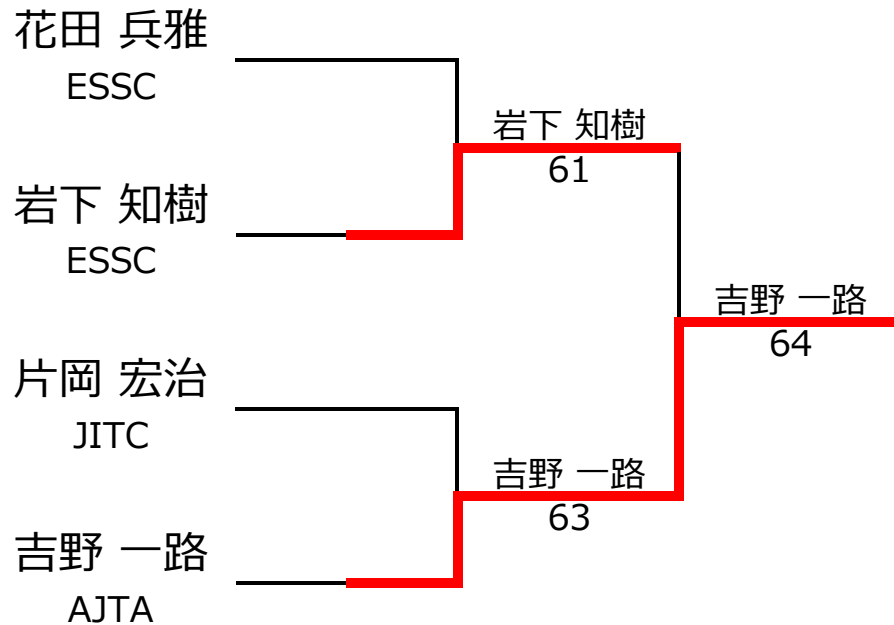 花田 兵雅
ESSC
岩下 知樹
61
岩下 知樹
ESSC
吉野 一路
64
片岡 宏治
JITC
吉野 一路
63
吉野 一路
AJTA